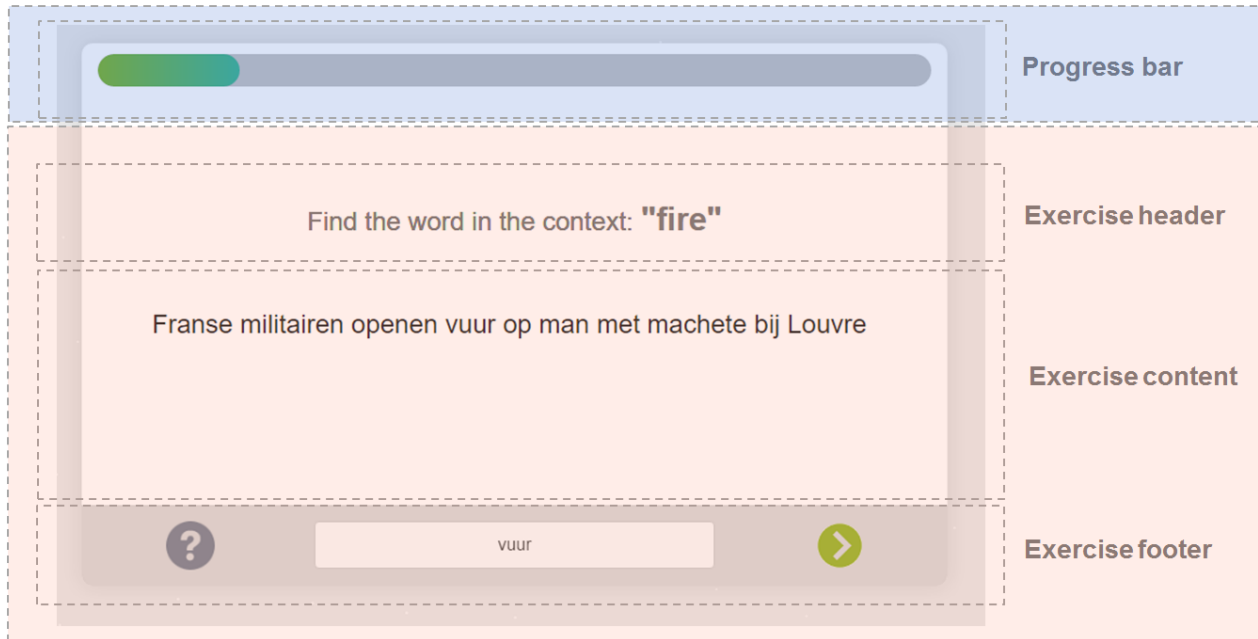 Progress bar
Find the word in the context: "fire"
Exercise header
Franse militairen openen vuur op man met machete bij Louvre
Exercise content
?
vuur
Exercise footer